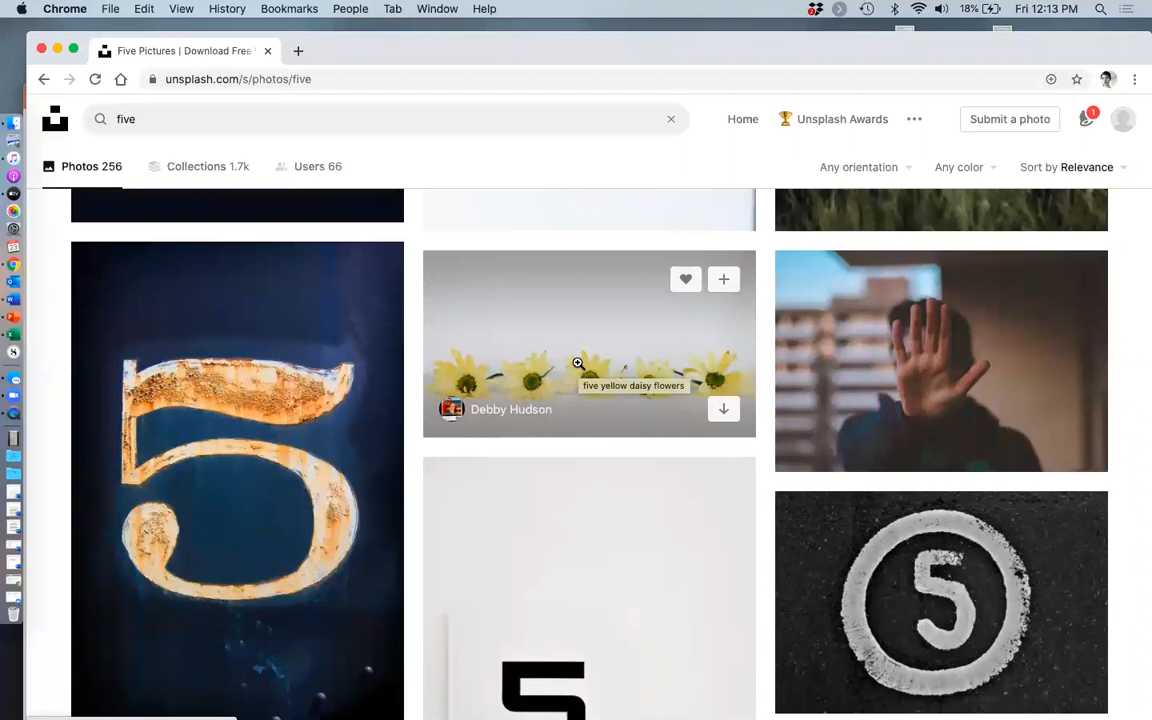 Chrome File Edit View History Bookmarks People Tab Window Help 18% Fri 12:13 PM
Five Pictures | Download Free
unsplash.com/s/photos/five
five
Home Unsplash Awards Submit a photo 1
Photos 256 Collections 1.7k Users 66 Any orientation Any color Sort by Relevance
five yellow daisy flowers
Debby Hudson
5
5
5